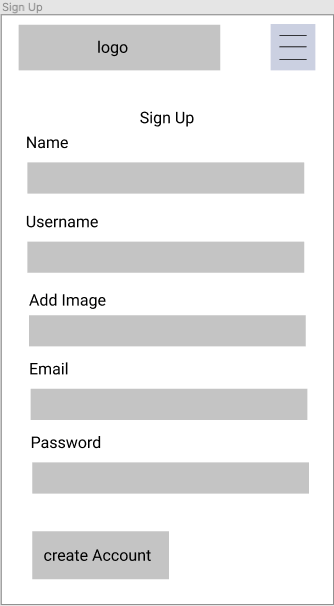 Sign Up
logo
Sign Up
Name
Username
Add Image
Email
Password
create Account